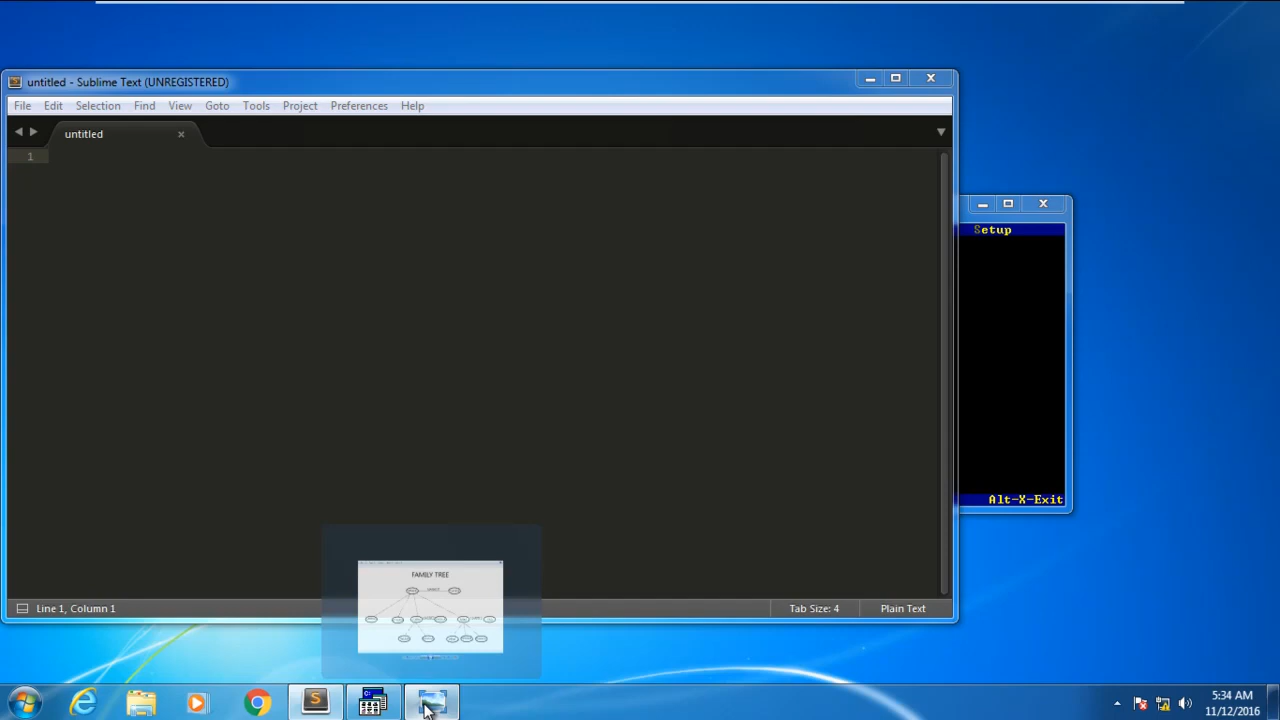 untitled - Sublime Text (UNREGISTERED)
File Edit Selection Find View Goto Tools Project Preferences Help
untitled
1
Setup
Alt-X-Exit
FAMILY TREE
Line 1, Column 1
Tab Size: 4
Plain Text
5:34 AM
11/12/2016